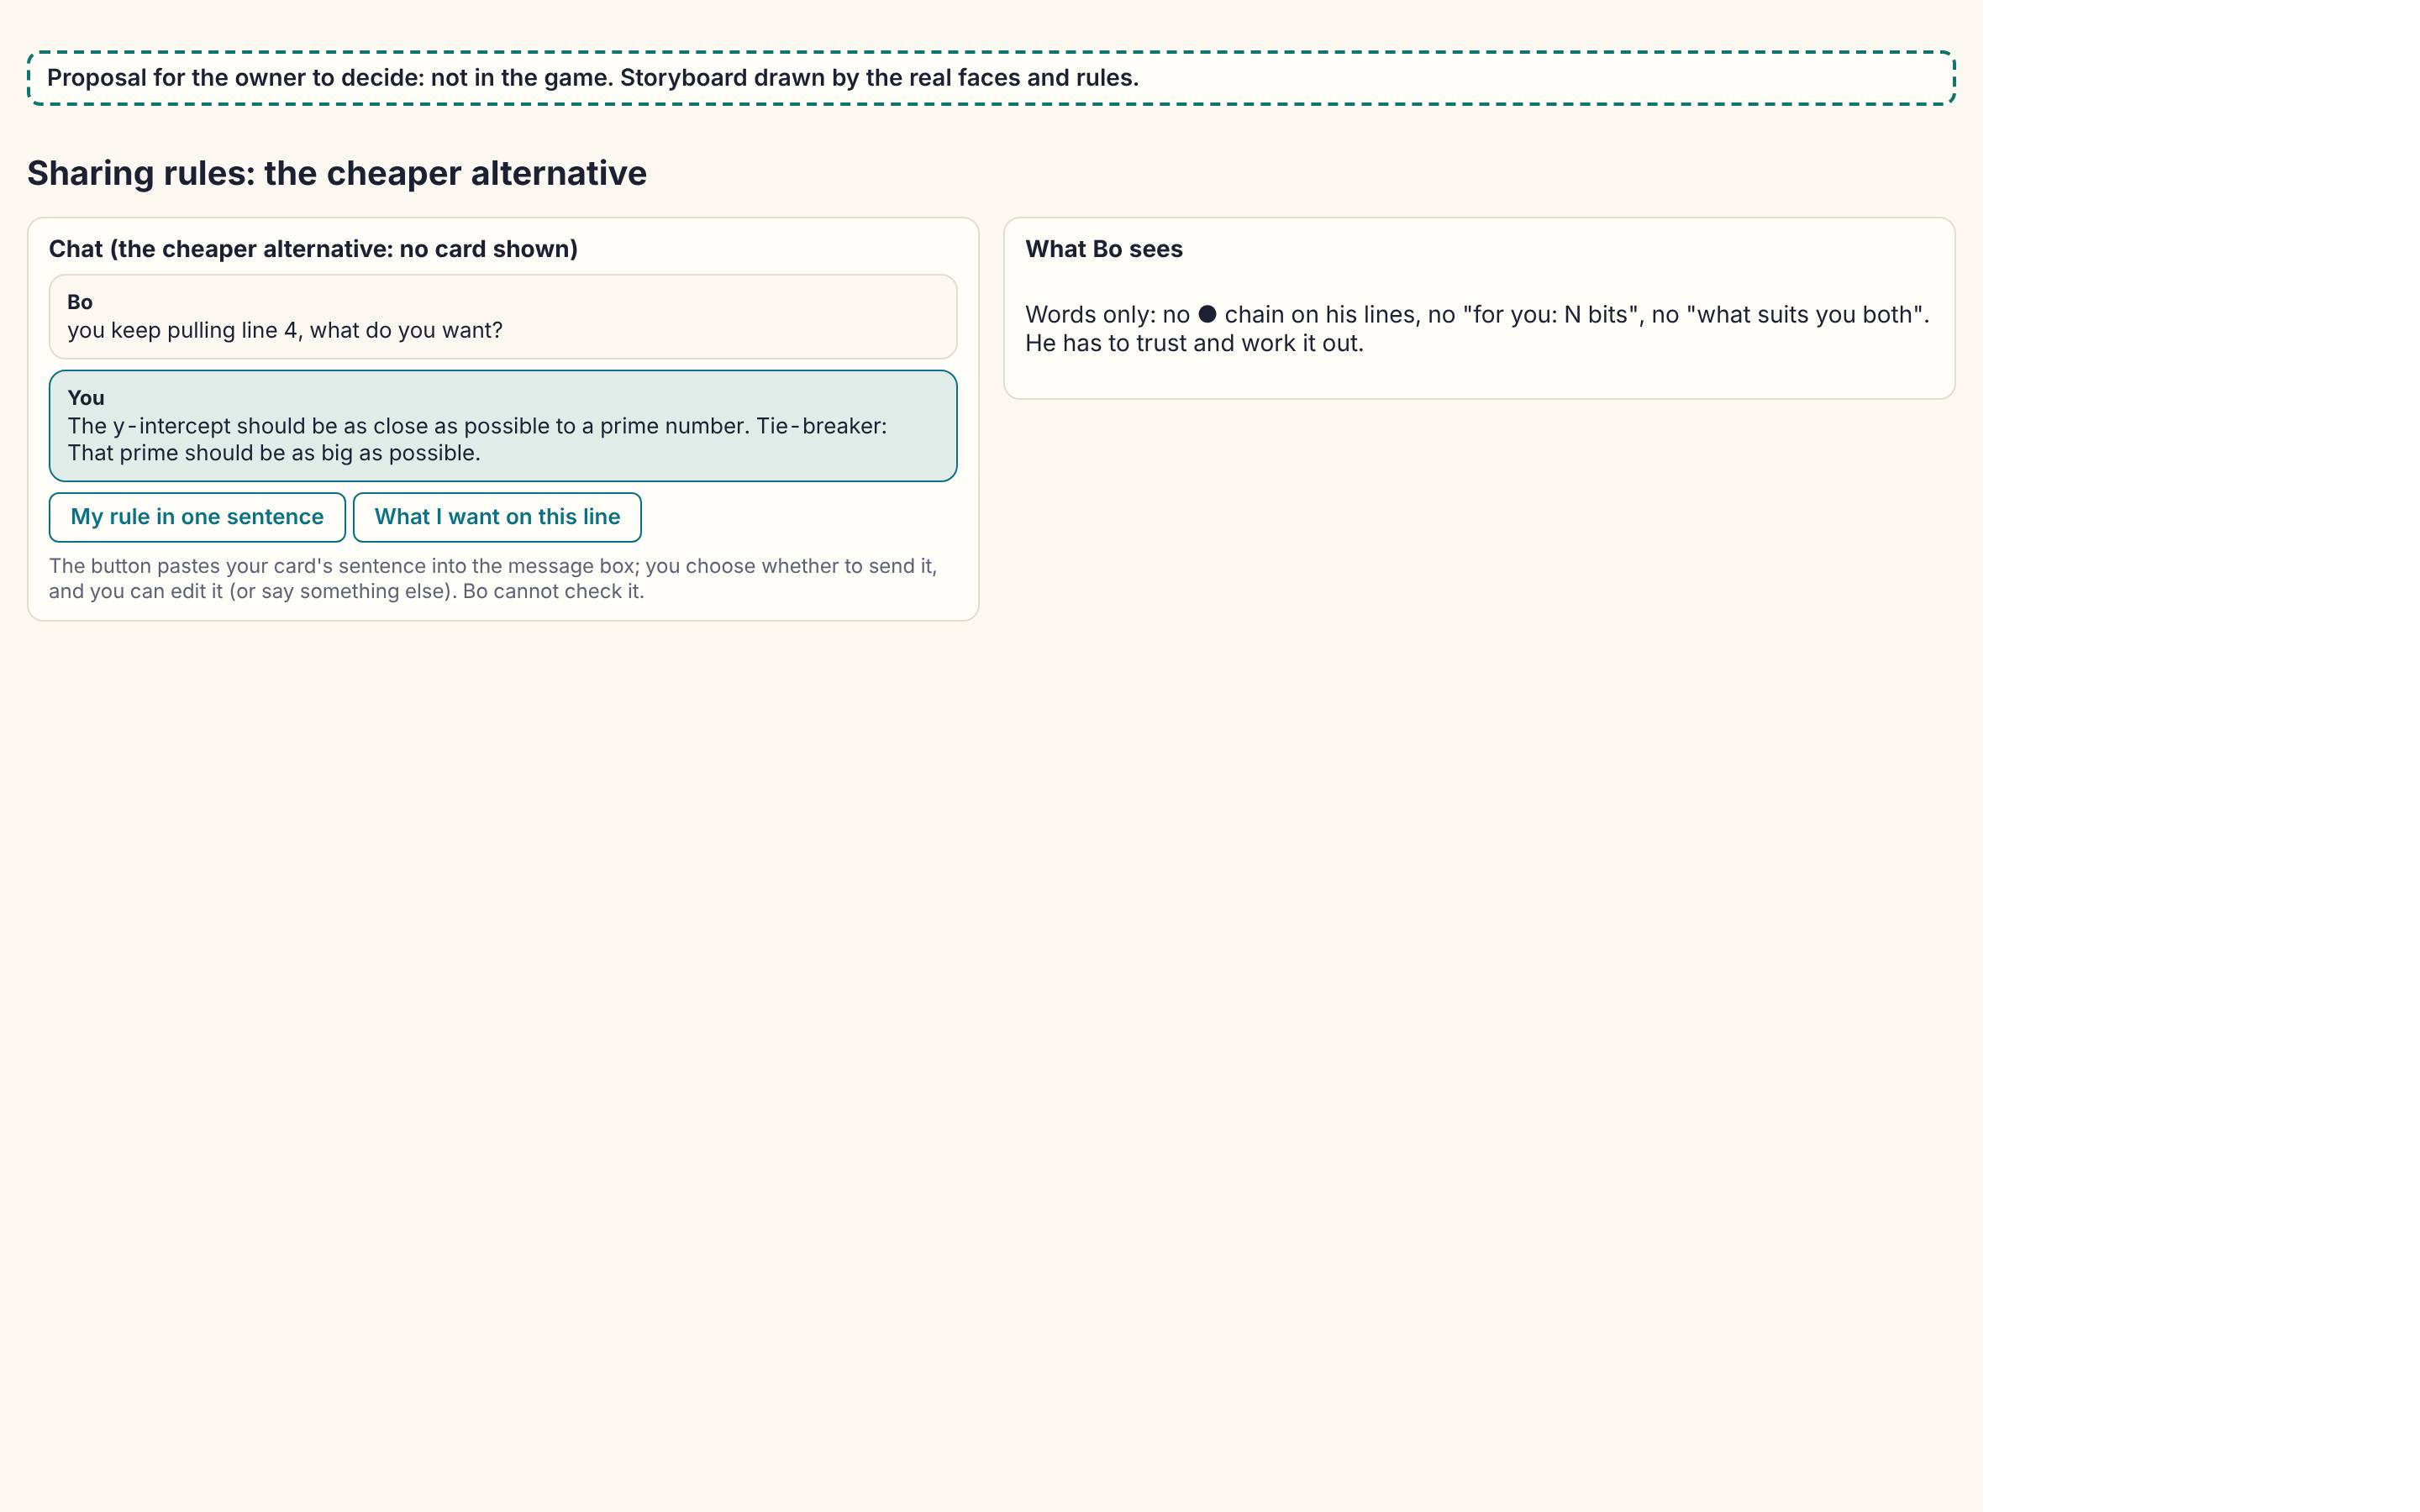 Proposal for the owner to decide: not in the game. Storyboard drawn by the real faces and rules.
Sharing rules: the cheaper alternative
Chat (the cheaper alternative: no card shown)
Bo
you keep pulling line 4, what do you want?
You
The y-intercept should be as close as possible to a prime number. Tie-breaker:
That prime should be as big as possible.
My rule in one sentence
What I want on this line
The button pastes your card's sentence into the message box; you choose whether to send it,
and you can edit it (or say something else). Bo cannot check it.
What Bo sees
Words only: no ● chain on his lines, no "for you: N bits", no "what suits you both".
He has to trust and work it out.